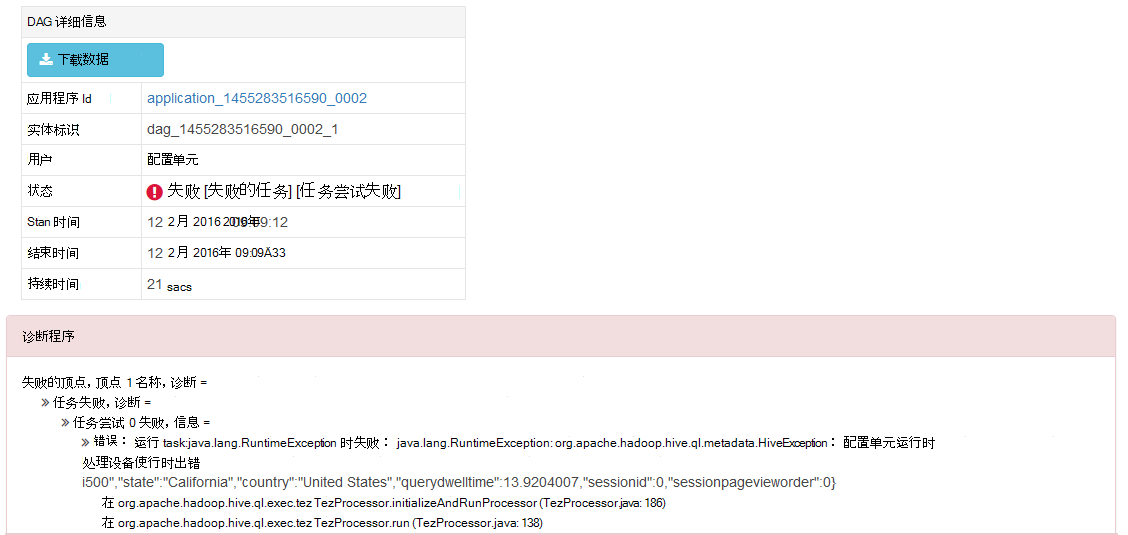 DAG 详细信息
下载数据
应用程序 Id application_1455283516590_0002
实体标识 dag_1455283516590_0002_1
用户 配置单元
状态 失败 [失败的任务] [任务尝试失败]
Stan 时间 12 2月 2016 :09:12
结束时间 12 2月 2016年 09:09Ä33
持续时间 21 sacs
诊断程序
失败的顶点, 顶点 1 名称, 诊断 =
» 任务失败, 诊断 =
» 任务尝试 0 失败, 信息 =
» 错误: 运行 task:java.lang.RuntimeException 时失败: java.lang.RuntimeException: org.apache.hadoop.hive.ql.metadata.HiveException: 配置单元运行时
处理设备使行时出错
i500","state":"California","country":"United States","querydwelltime":13.9204007,"sessionid":0,"sessionpagevieworder":0}
在 org.apache.hadoop.hive.ql.exec.tez TezProcessor.initializeAndRunProcessor (TezProcessor.java: 186)
在 org.apache.hadoop.hive.ql.exec.tez TezProcessor.run (TezProcessor.java: 138)